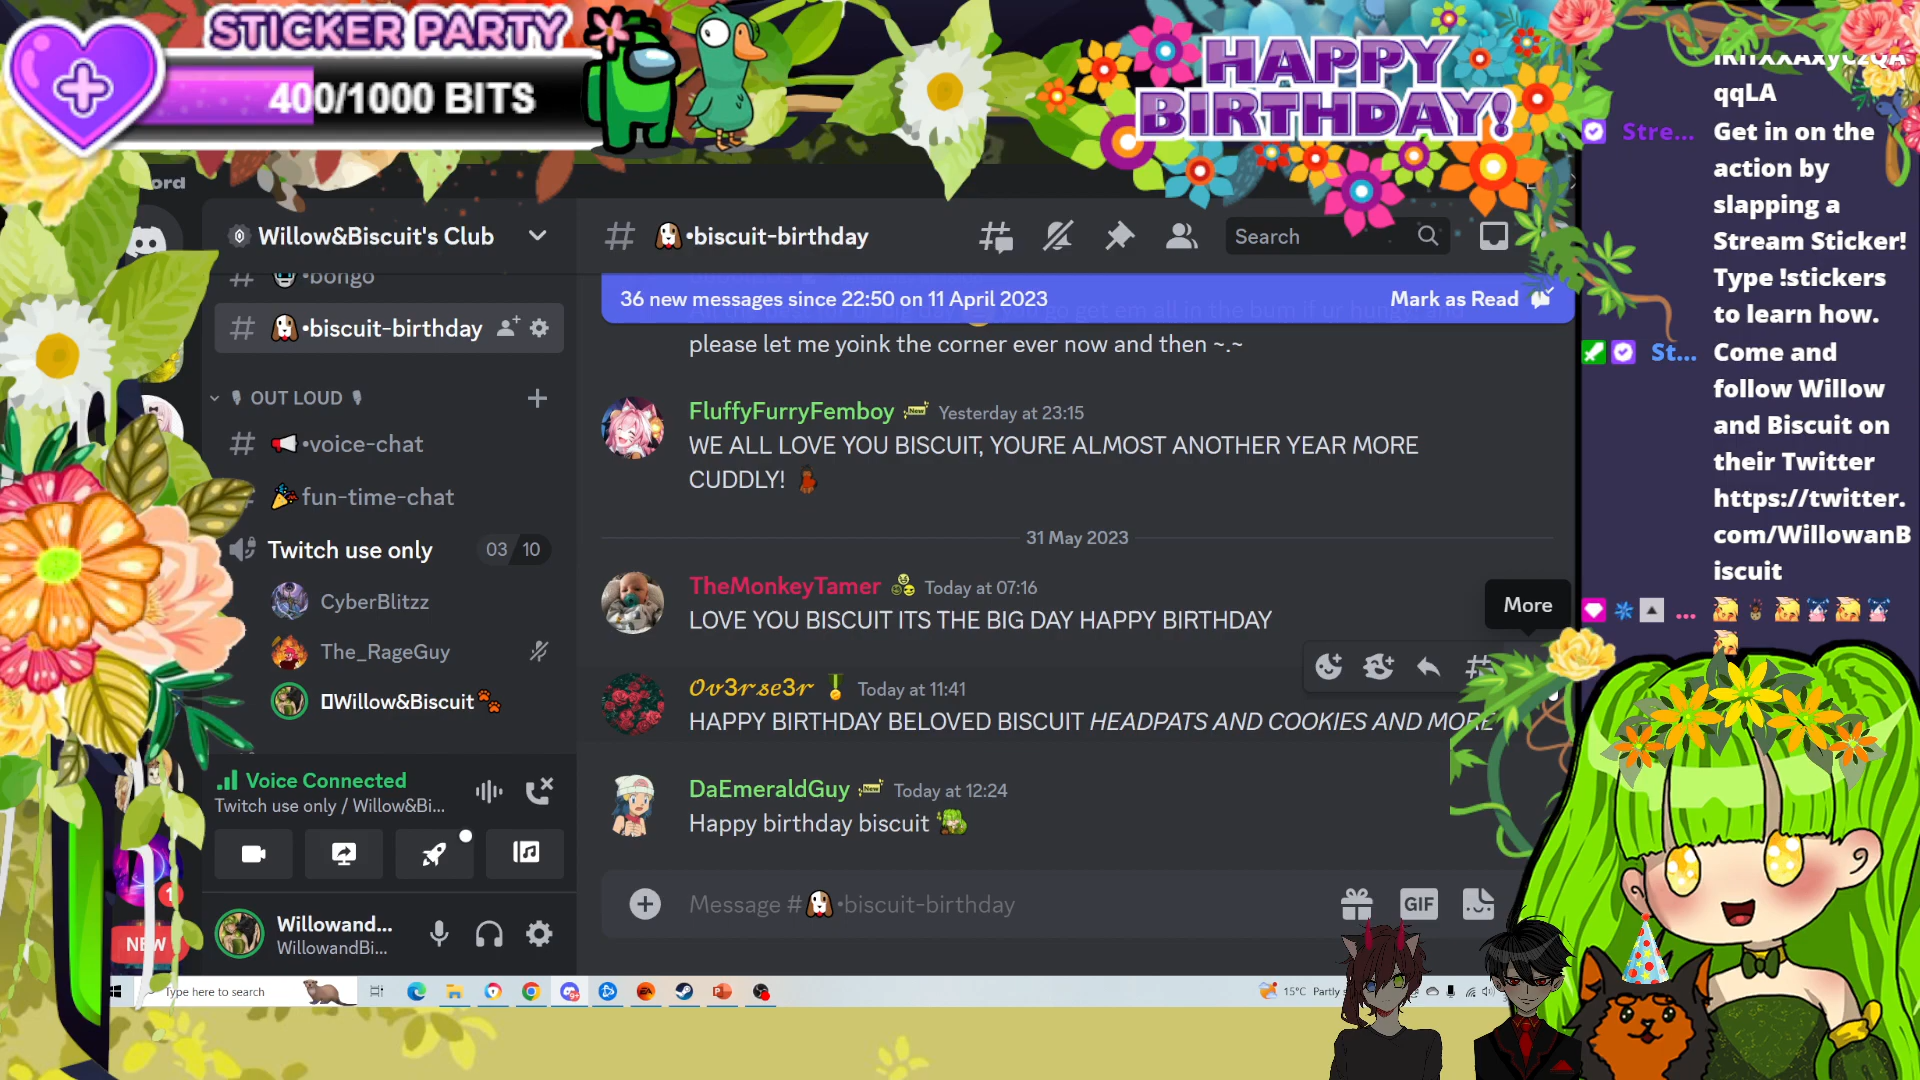 STICKER PARTY
400/1000 BITS
HAPPY
BIRTHDAY!
ord
Willow&Biscuit's Club
•bongo
•biscuit-birthday
OUT LOUD
•voice-chat
fun-time-chat
Twitch use only
03 10
CyberBlitzz
The_RageGuy
Willow&Biscuit
Voice Connected
Twitch use only / Willow&Bi...
1
NEW
Willowand...
WillowandBi...
•biscuit-birthday
Search
36 new messages since 22:50 on 11 April 2023
Mark as Read
please let me yoink the corner ever now and then ~.~
FluffyFurryFemboy New Yesterday at 23:15
WE ALL LOVE YOU BISCUIT, YOURE ALMOST ANOTHER YEAR MORE
CUDDLY!
31 May 2023
TheMonkeyTamer Today at 07:16
LOVE YOU BISCUIT ITS THE BIG DAY HAPPY BIRTHDAY
More
Ov3rse3r Today at 11:41
HAPPY BIRTHDAY BELOVED BISCUIT HEADPATS AND COOKIES AND MORE
DaEmeraldGuy New Today at 12:24
Happy birthday biscuit
Message # •biscuit-birthday
GIF
Type here to search
15°C Partly
qqLA
Stre... Get in on the
action by
slapping a
Stream Sticker!
Type !stickers
to learn how.
St... Come and
follow Willow
and Biscuit on
their Twitter
https://twitter.
com/WillowanB
iscuit
...